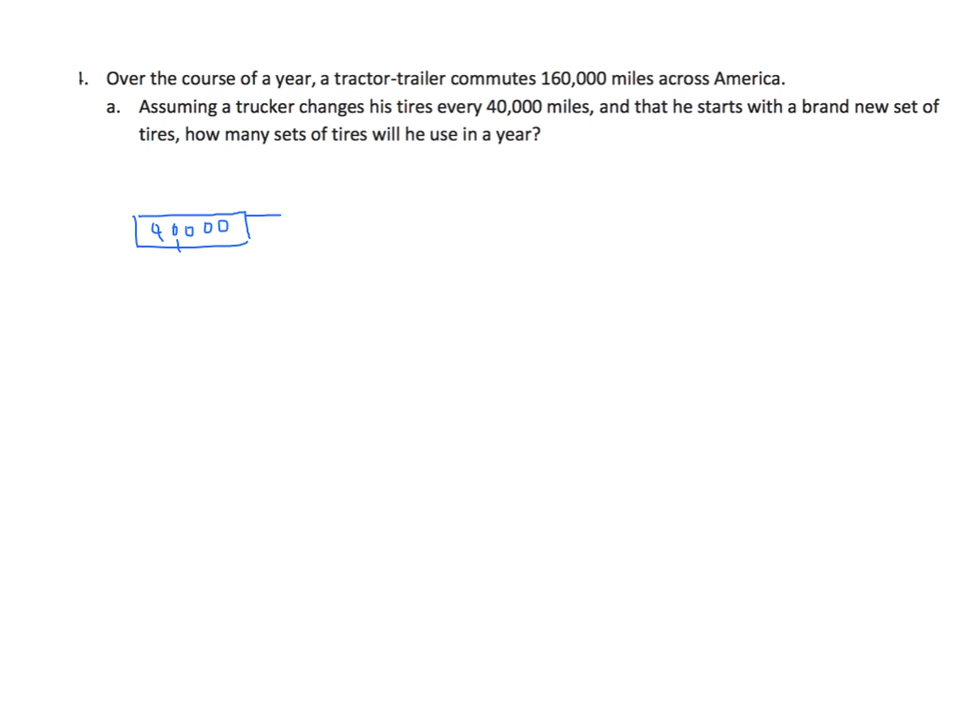 1. Over the course of a year, a tractor-trailer commutes 160,000 miles across America.
a. Assuming a trucker changes his tires every 40,000 miles, and that he starts with a brand new set of
tires, how many sets of tires will he use in a year?
40000